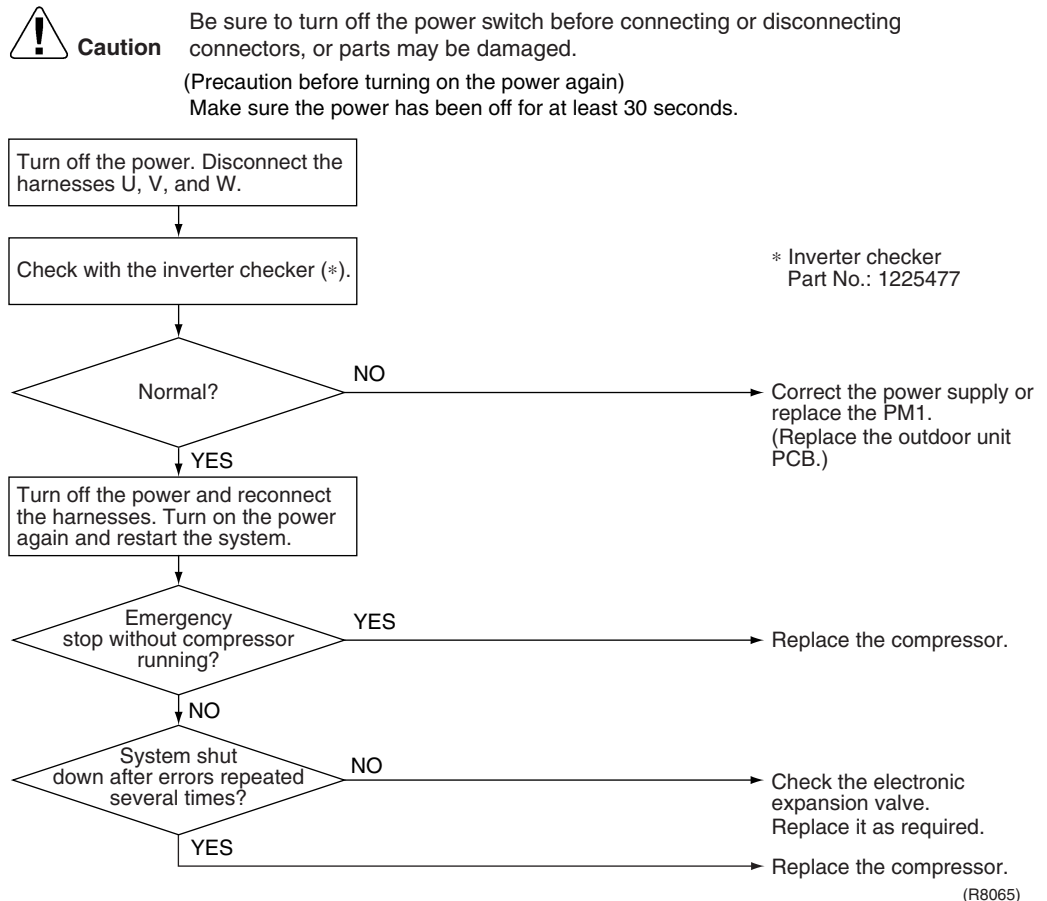 Caution
Be sure to turn off the power switch before connecting or disconnecting
connectors, or parts may be damaged.
(Precaution before turning on the power again)
Make sure the power has been off for at least 30 seconds.
Turn off the power. Disconnect the
harnesses U, V, and W.
Check with the inverter checker (*).
* Inverter checker
Part No.: 1225477
Normal?
NO
Correct the power supply or
replace the PM1.
(Replace the outdoor unit
PCB.)
YES
Turn off the power and reconnect
the harnesses. Turn on the power
again and restart the system.
Emergency
stop without compressor
running?
YES
Replace the compressor.
NO
System shut
down after errors repeated
several times?
NO
Check the electronic
expansion valve.
Replace it as required.
YES
Replace the compressor.
(R8065)